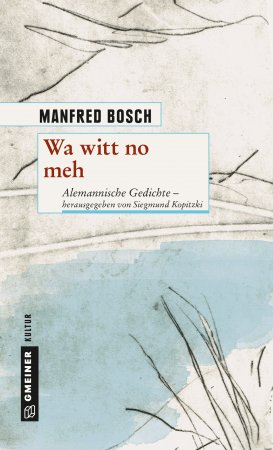 MANFRED BOSCH
Wa witt no
meh
Alemannische Gedichte –
herausgegeben von Siegmund Kopitzki
GMEINER KULTUR